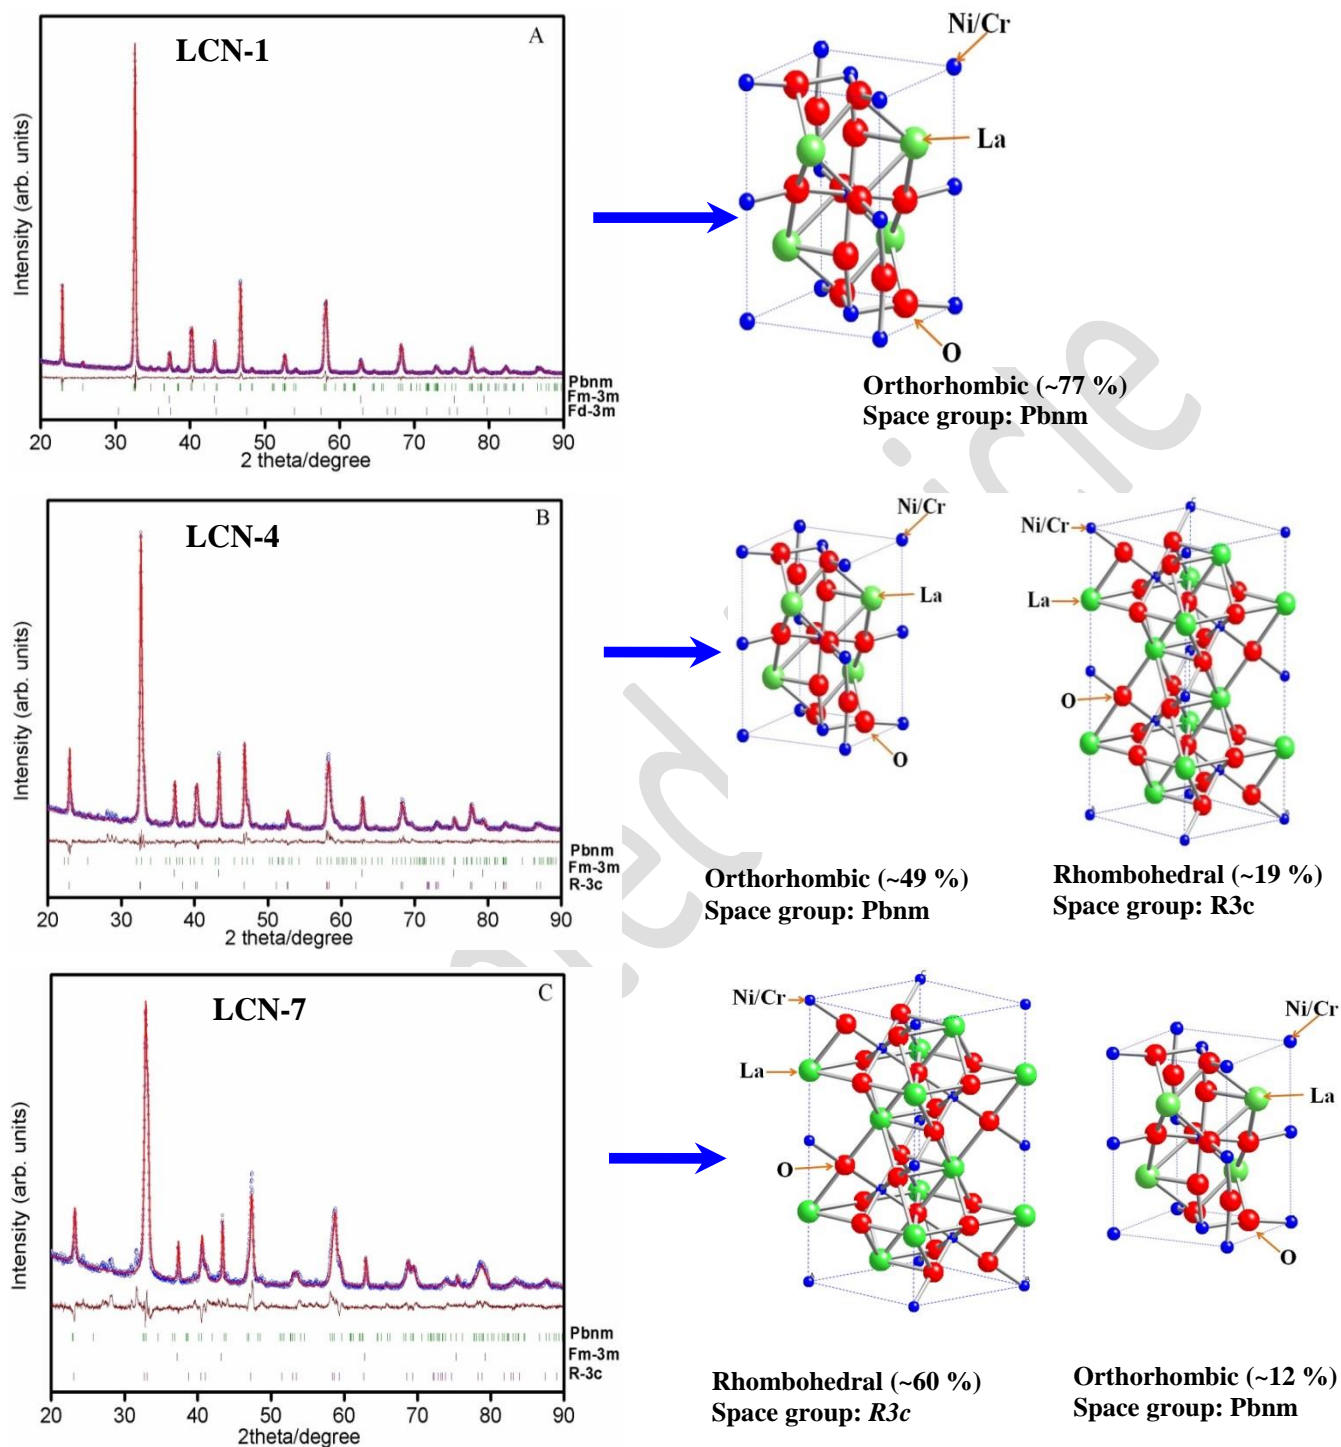 A
LCN-1
Intensity (arb. units)
Pbnm
Fm-3m
Fd-3m
20 30 40 50 60 70 80 90
2 theta/degree
Ni/Cr
La
O
Orthorhombic (~77 %)
Space group: Pbnm
B
LCN-4
Intensity (arb. units)
Pbnm
Fm-3m
R-3c
20 30 40 50 60 70 80 90
2 theta/degree
Ni/Cr
La
O
Orthorhombic (~49 %)
Space group: Pbnm
Ni/Cr
La
O
Rhombohedral (~19 %)
Space group: R3c
C
LCN-7
Intensity (arb. units)
Pbnm
Fm-3m
R-3c
20 30 40 50 60 70 80 90
2theta/degree
Ni/Cr
La
O
Rhombohedral (~60 %)
Space group: R3c
Ni/Cr
La
O
Orthorhombic (~12 %)
Space group: Pbnm